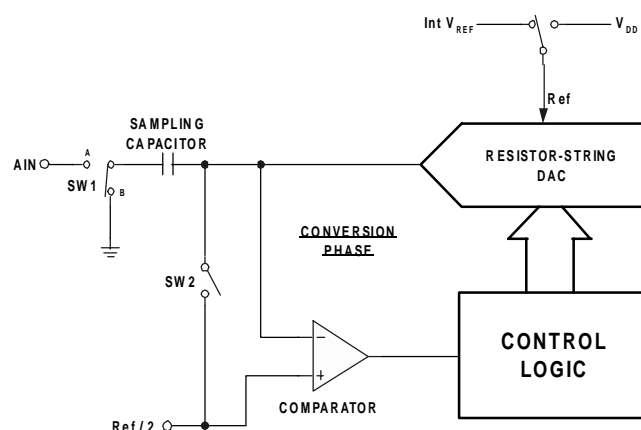 Int VREF
VDD
Ref
SAMPLING
CAPACITOR
A
AIN
SW1
B
RESISTOR-STRING
DAC
CONVERSION
PHASE
SW2
−
+
COMPARATOR
CONTROL
LOGIC
Ref/2